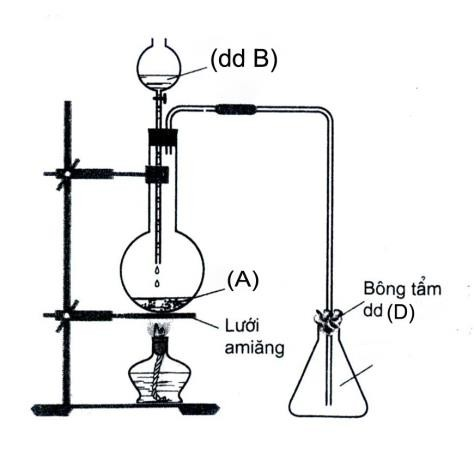 (dd B)
(A)
Bông tẩm
dd (D)
Lưới
amiăng